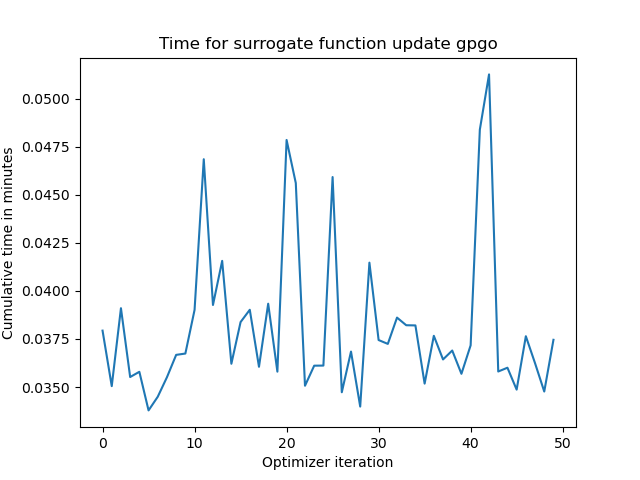 Time for surrogate function update gpgo
Cumulative time in minutes
0.0500
0.0475
0.0450
0.0425
0.0400
0.0375
0.0350
0 10 20 30 40 50
Optimizer iteration